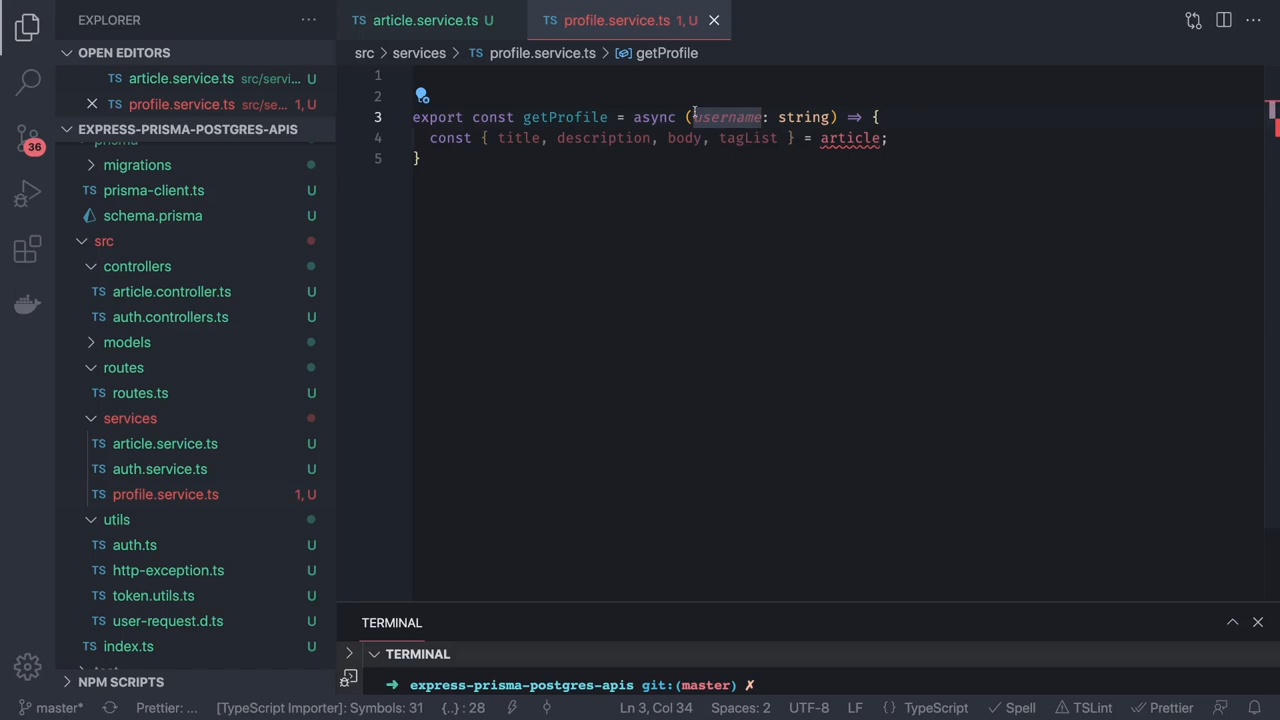 EXPLORER
OPEN EDITORS
TS article.service.ts src/servi... U
TS profile.service.ts src/se... 1, U
EXPRESS-PRISMA-POSTGRES-APIS
migrations
TS prisma-client.ts U
schema.prisma U
src
controllers
TS article.controller.ts U
TS auth.controllers.ts U
models
routes
TS routes.ts U
services
TS article.service.ts U
TS auth.service.ts U
TS profile.service.ts 1, U
utils
TS auth.ts U
TS http-exception.ts U
TS token.utils.ts U
TS user-request.d.ts U
TS index.ts U
NPM SCRIPTS
36
TS article.service.ts U
TS profile.service.ts 1, U
src > services > TS profile.service.ts > getProfile
1
2
3 export const getProfile = async (username: string) => {
4 const { title, description, body, tagList } = article;
5 }
TERMINAL
TERMINAL
➜ express-prisma-postgres-apis git:(master) ✗
master* Prettier: ... [TypeScript Importer]: Symbols: 31 {..} : 28 Ln 3, Col 34 Spaces: 2 UTF-8 LF { } TypeScript Spell TSLint Prettier